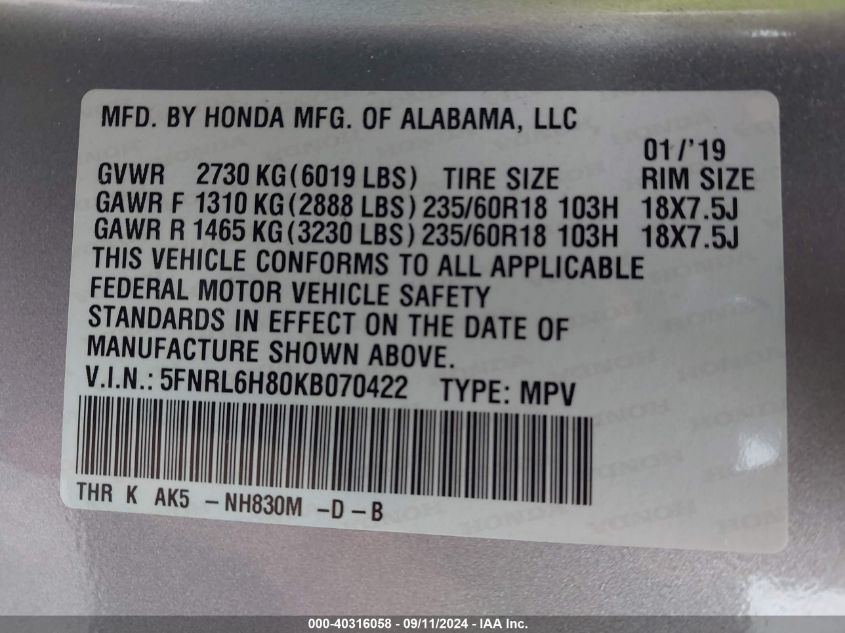 MFD. BY HONDA MFG. OF ALABAMA, LLC
01/'19
GVWR 2730 KG(6019 LBS) TIRE SIZE RIM SIZE
GAWR F 1310 KG(2888 LBS) 235/60R18 103H 18X7.5J
GAWR R 1465 KG(3230 LBS) 235/60R18 103H 18X7.5J
THIS VEHICLE CONFORMS TO ALL APPLICABLE
FEDERAL MOTOR VEHICLE SAFETY
STANDARDS IN EFFECT ON THE DATE OF
MANUFACTURE SHOWN ABOVE.
V.I.N.: 5FNRL6H80KB070422 TYPE: MPV
THR K AK5 -NH830M -D-B
000-40316058 - 09/11/2024 - IAA Inc.